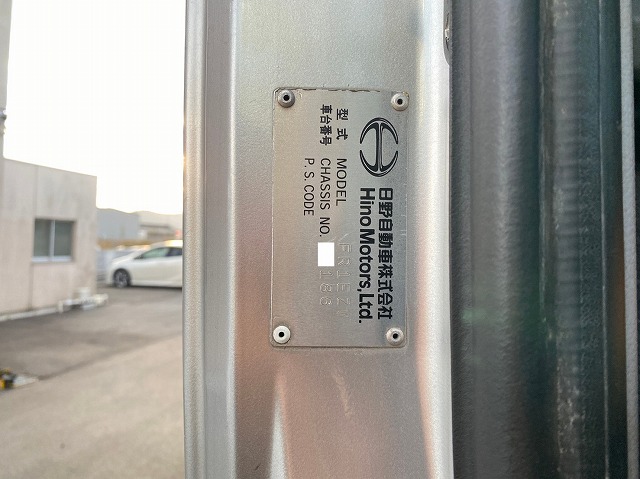 日野自動車株式会社
Hino Motors, Ltd.
型式 MODEL
車台番号 CHASSIS NO.
P.S.CODE